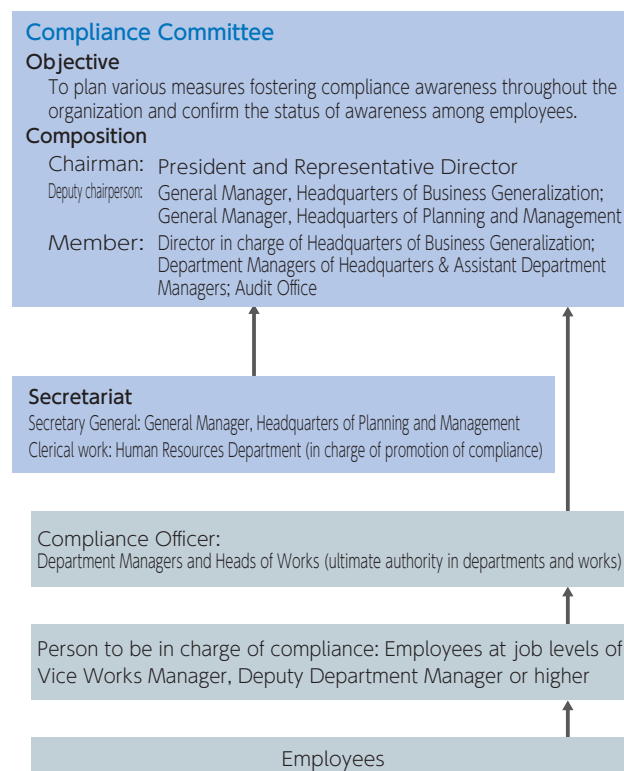 Compliance Committee
Objective
To plan various measures fostering compliance awareness throughout the
organization and confirm the status of awareness among employees.
Composition
Chairman: President and Representative Director
Deputy chairperson: General Manager, Headquarters of Business Generalization;
General Manager, Headquarters of Planning and Management
Member: Director in charge of Headquarters of Business Generalization;
Department Managers of Headquarters & Assistant Department
Managers; Audit Office
Secretariat
Secretary General: General Manager, Headquarters of Planning and Management
Clerical work: Human Resources Department (in charge of promotion of compliance)
Compliance Officer:
Department Managers and Heads of Works (ultimate authority in departments and works)
Person to be in charge of compliance: Employees at job levels of
Vice Works Manager, Deputy Department Manager or higher
Employees